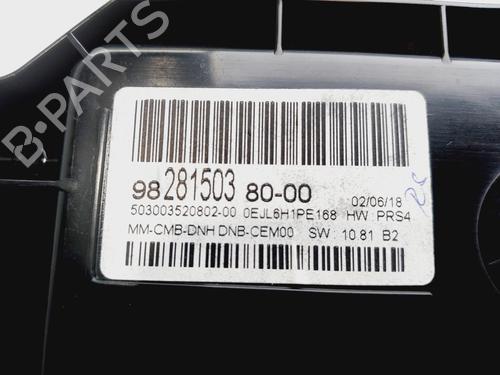 B-PARTS
98 281503 80-00 02/06/18
503003520802-00 0EJL6H1PE168 HW: PRS4
MM-CMB-DNH DNB-CEM00 SW: 10.81 B2